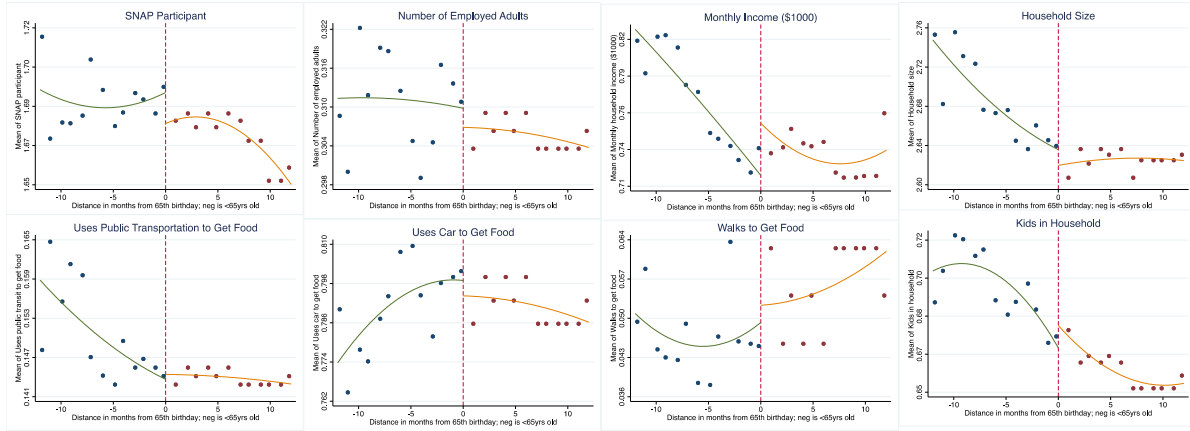 SNAP Participant
Mean of SNAP participant
1.72
1.70
1.69
1.67
1.65
-10 -5 0 5 10
Distance in months from 65th birthday; neg is <65yrs old
Number of Employed Adults
Mean of Number of employed adults
0.322
0.316
0.310
0.304
0.298
-10 -5 0 5 10
Distance in months from 65th birthday; neg is <65yrs old
Monthly Income ($1000)
Mean of Monthly household income ($1000)
0.82
0.79
0.76
0.74
0.71
-10 -5 0 5 10
Distance in months from 65th birthday; neg is <65yrs old
Household Size
Mean of Household size
2.76
2.72
2.68
2.64
2.60
-10 -5 0 5 10
Distance in months from 65th birthday; neg is <65yrs old
Uses Public Transportation to Get Food
Mean of Uses public transit to get food
0.165
0.159
0.153
0.147
0.141
-10 -5 0 5 10
Distance in months from 65th birthday; neg is <65yrs old
Uses Car to Get Food
Mean of Uses car to get food
0.810
0.798
0.786
0.774
0.762
-10 -5 0 5 10
Distance in months from 65th birthday; neg is <65yrs old
Walks to Get Food
Mean of Walks to get food
0.064
0.057
0.050
0.043
0.036
-10 -5 0 5 10
Distance in months from 65th birthday; neg is <65yrs old
Kids in Household
Mean of Kids in household
0.72
0.70
0.68
0.67
0.65
-10 -5 0 5 10
Distance in months from 65th birthday; neg is <65yrs old